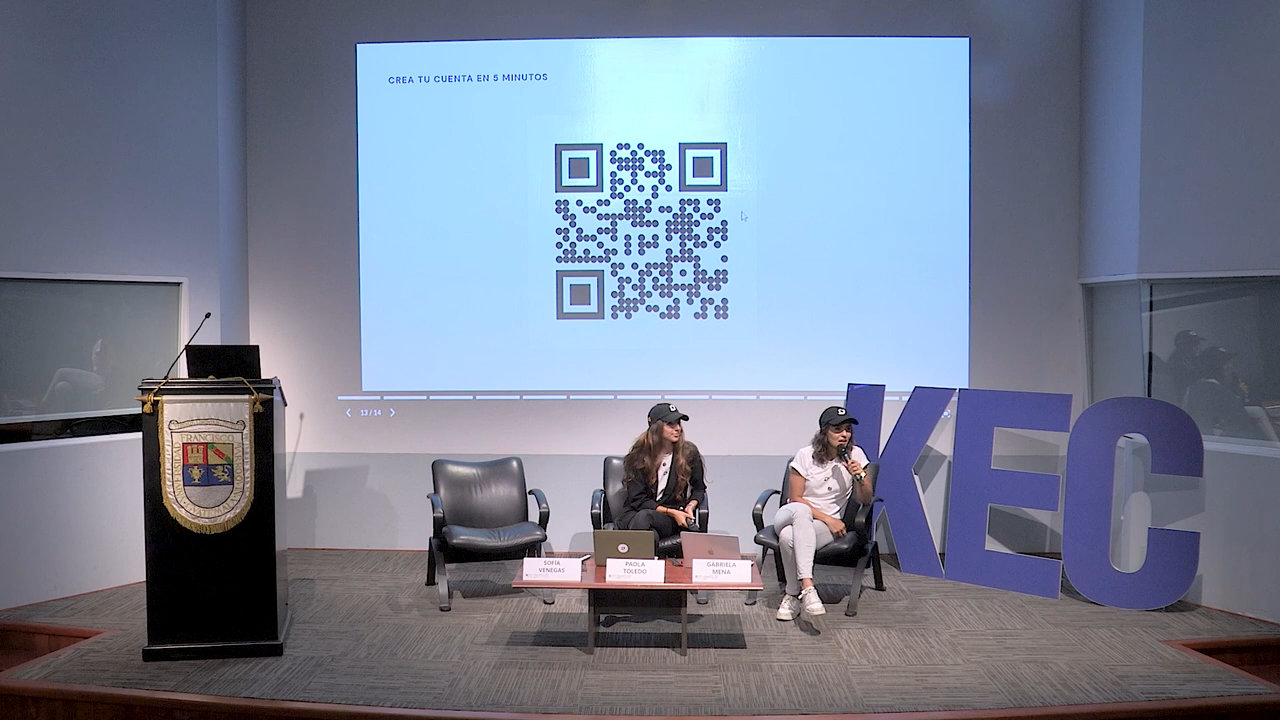 CREA TU CUENTA EN 5 MINUTOS
13 / 14
KEC
FRANCISCO
SOFÍA
VENEGAS
PAOLA
TOLEDO
GABRIELA
MENA